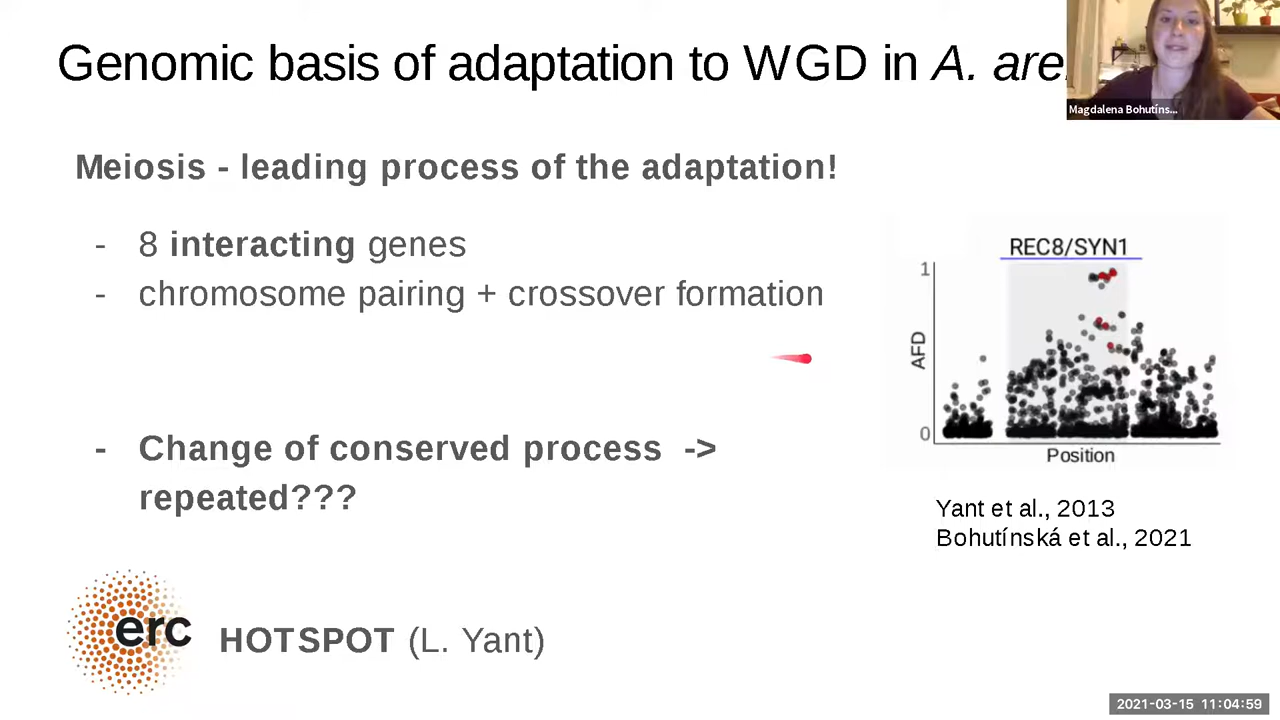 Genomic basis of adaptation to WGD in A. are
Magdalena Bohutíns...
Meiosis - leading process of the adaptation!
- 8 interacting genes
- chromosome pairing + crossover formation
- Change of conserved process ->
repeated???
REC8/SYN1
1
AFD
0
Position
Yant et al., 2013
Bohutínská et al., 2021
erc
HOTSPOT (L. Yant)
2021-03-15 11:04:59